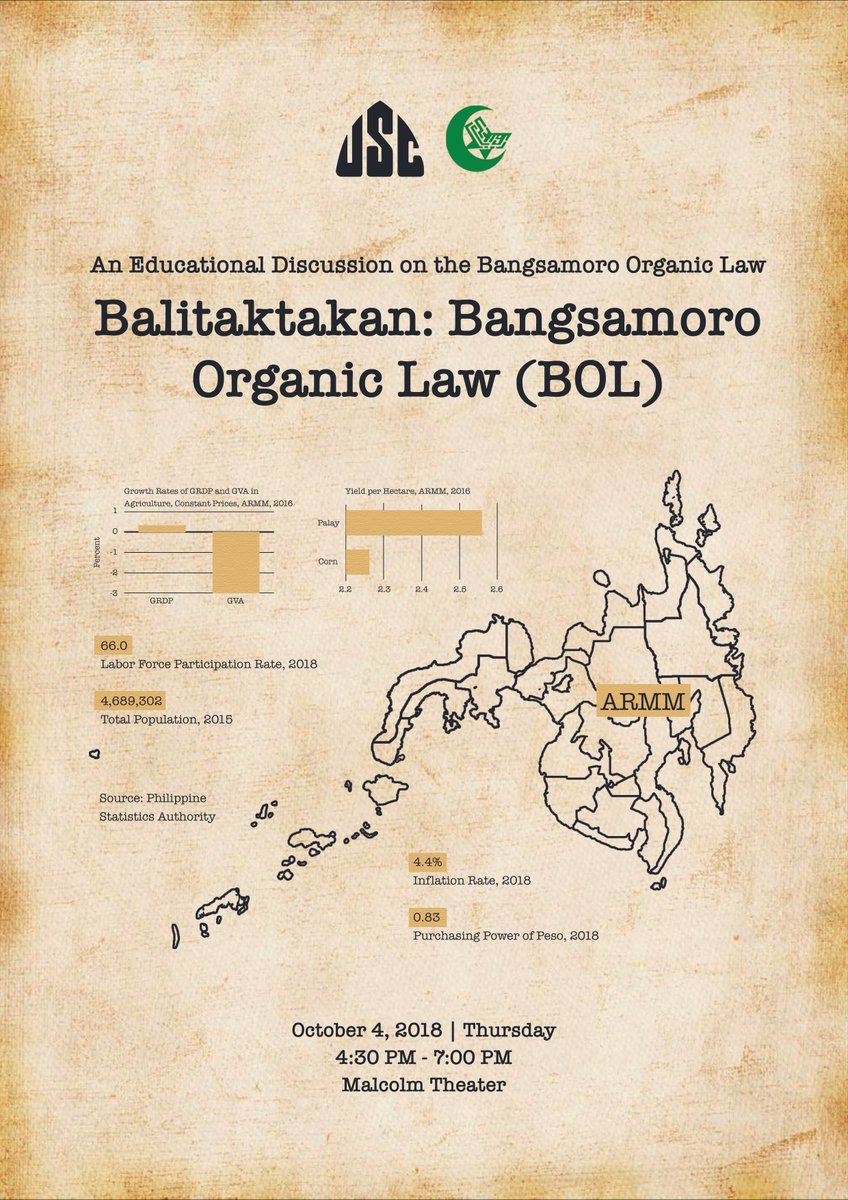 USC
An Educational Discussion on the Bangsamoro Organic Law
Balitaktakan: Bangsamoro
Organic Law (BOL)
Growth Rates of GRDP and GVA in
Agriculture, Constant Prices, ARMM, 2016
1
0
-1
-2
-3
Percent
GRDP
GVA
Yield per Hectare, ARMM, 2016
Palay
Corn
2.2 2.3 2.4 2.5 2.6
66.0
Labor Force Participation Rate, 2018
4,689,302
Total Population, 2015
ARMM
Source: Philippine
Statistics Authority
4.4%
Inflation Rate, 2018
0.83
Purchasing Power of Peso, 2018
October 4, 2018 | Thursday
4:30 PM - 7:00 PM
Malcolm Theater